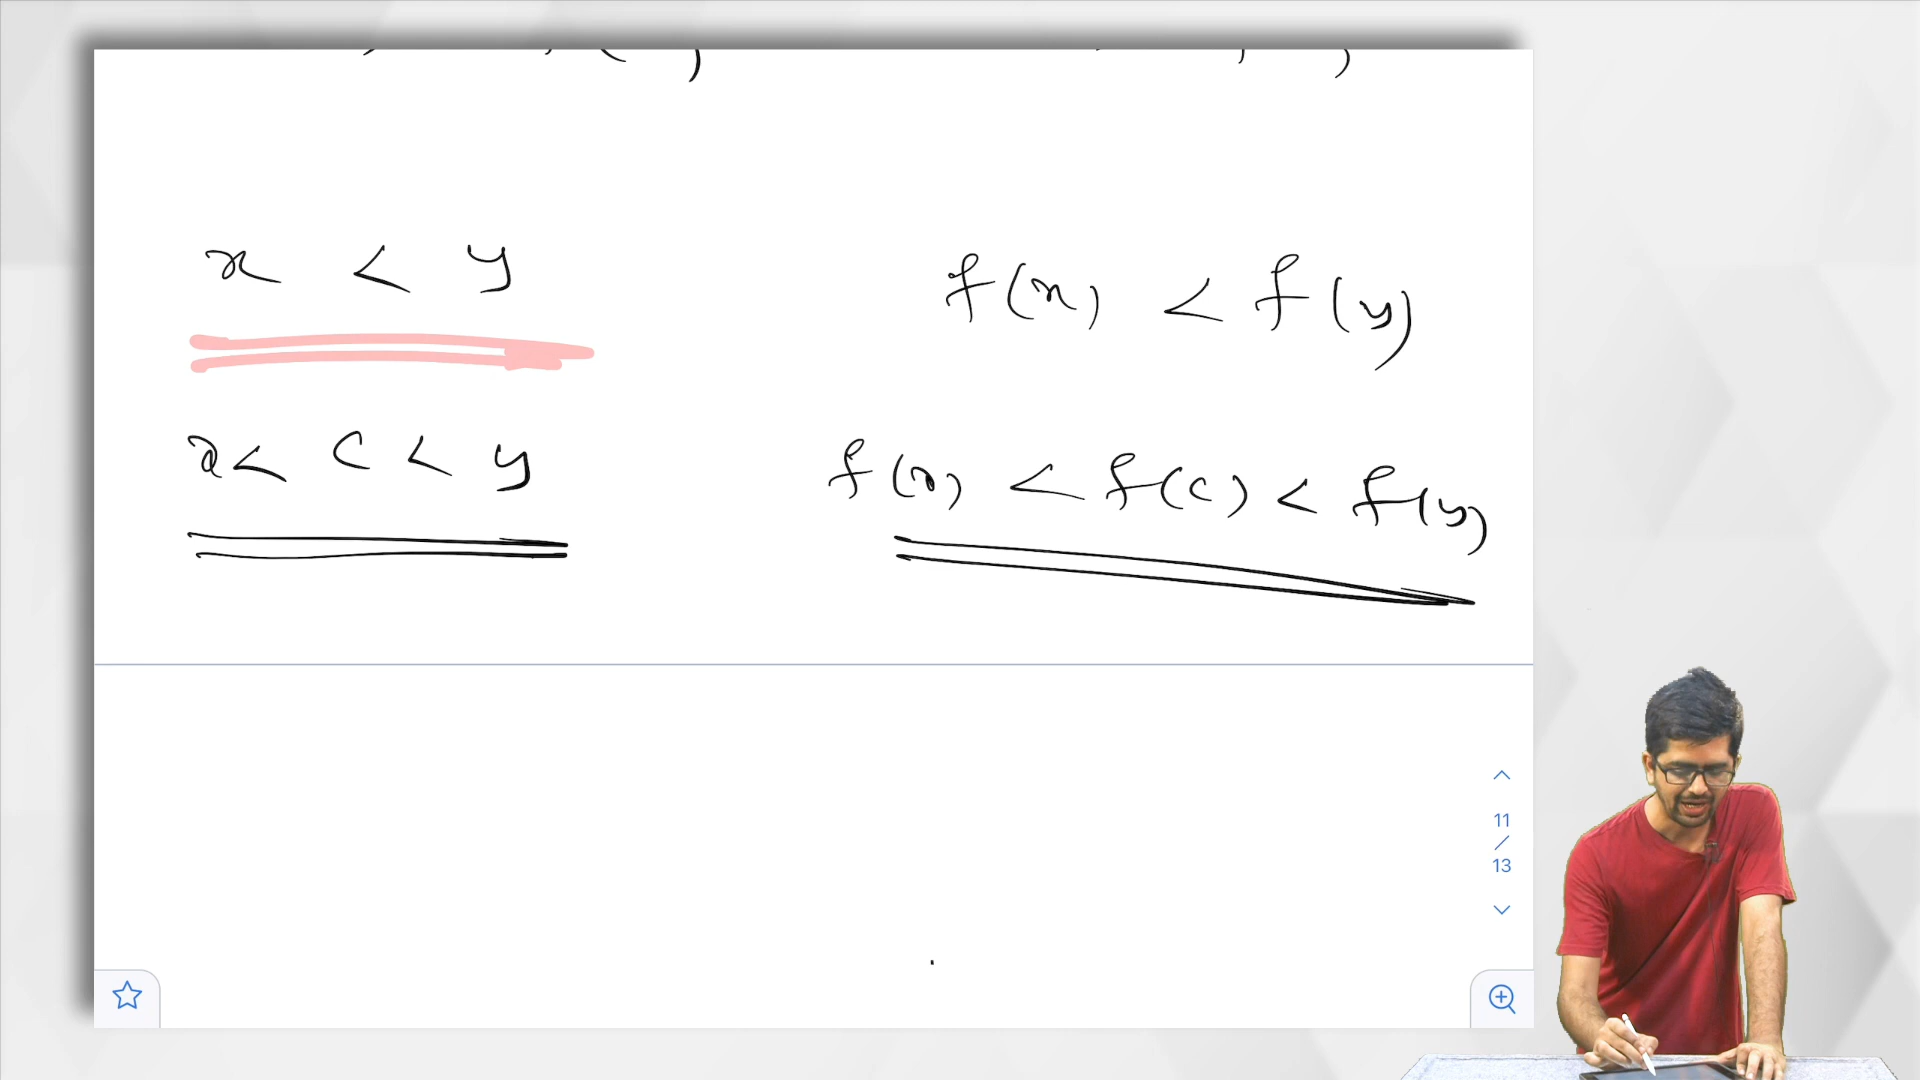 x < y
f(x) < f(y)
x < c < y
f(x) < f(c) < f(y)
11
/
13